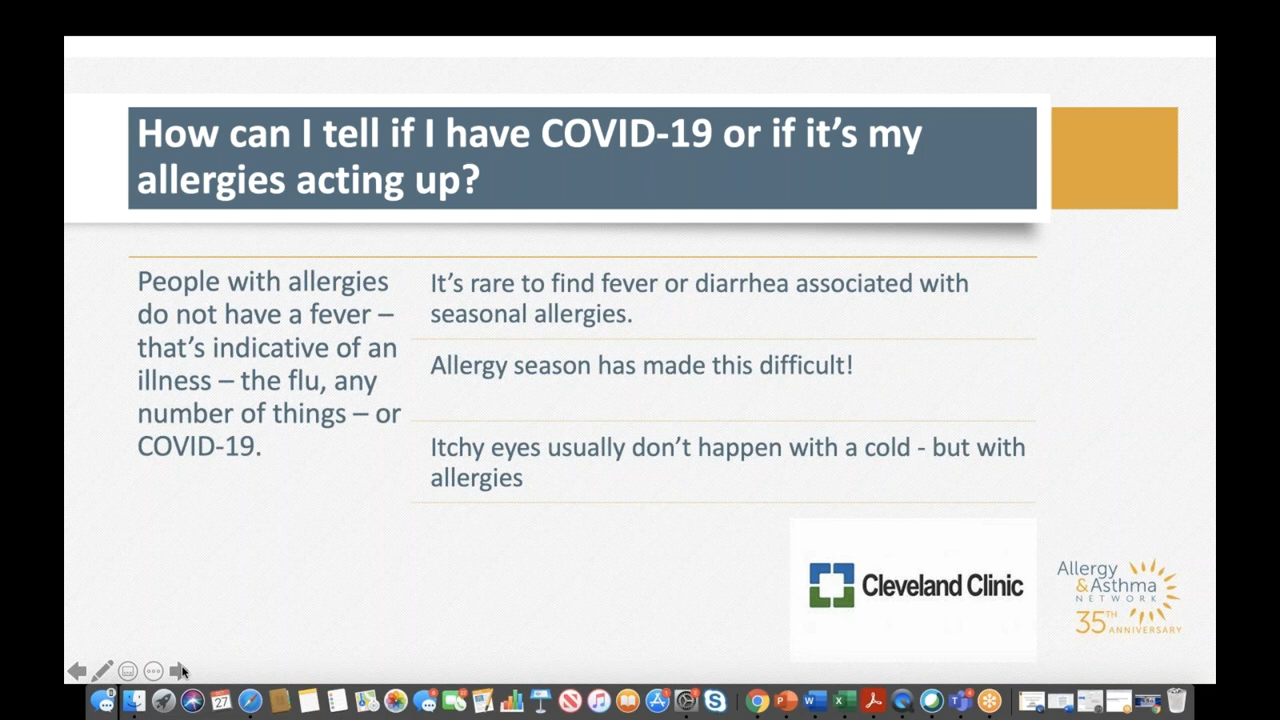 How can I tell if I have COVID-19 or if it’s my
allergies acting up?
People with allergies
do not have a fever –
that’s indicative of an
illness – the flu, any
number of things – or
COVID-19.
It’s rare to find fever or diarrhea associated with
seasonal allergies.
Allergy season has made this difficult!
Itchy eyes usually don’t happen with a cold - but with
allergies
Cleveland Clinic
Allergy
&Asthma
NETWORK
35TH ANNIVERSARY
27